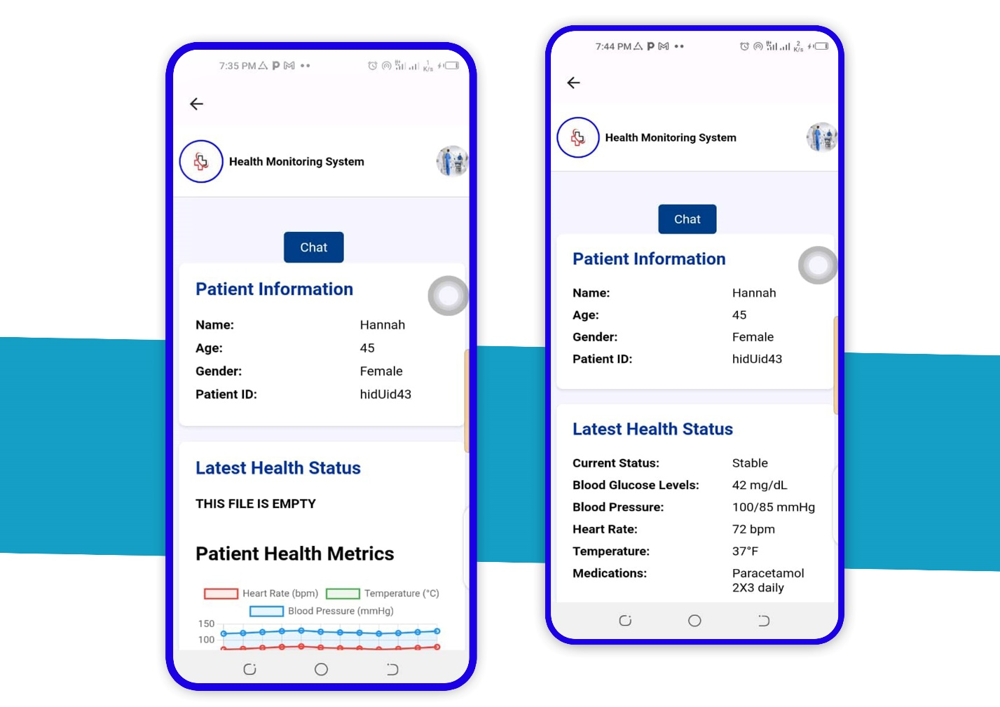 7:35 PM
1
K/s
Health Monitoring System
Chat
Patient Information
Name: Hannah
Age: 45
Gender: Female
Patient ID: hidUid43
Latest Health Status
THIS FILE IS EMPTY
Patient Health Metrics
Heart Rate (bpm) Temperature (°C)
Blood Pressure (mmHg)
150
100
7:44 PM
2
K/s
Health Monitoring System
Chat
Patient Information
Name: Hannah
Age: 45
Gender: Female
Patient ID: hidUid43
Latest Health Status
Current Status: Stable
Blood Glucose Levels: 42 mg/dL
Blood Pressure: 100/85 mmHg
Heart Rate: 72 bpm
Temperature: 37°F
Medications: Paracetamol
2X3 daily